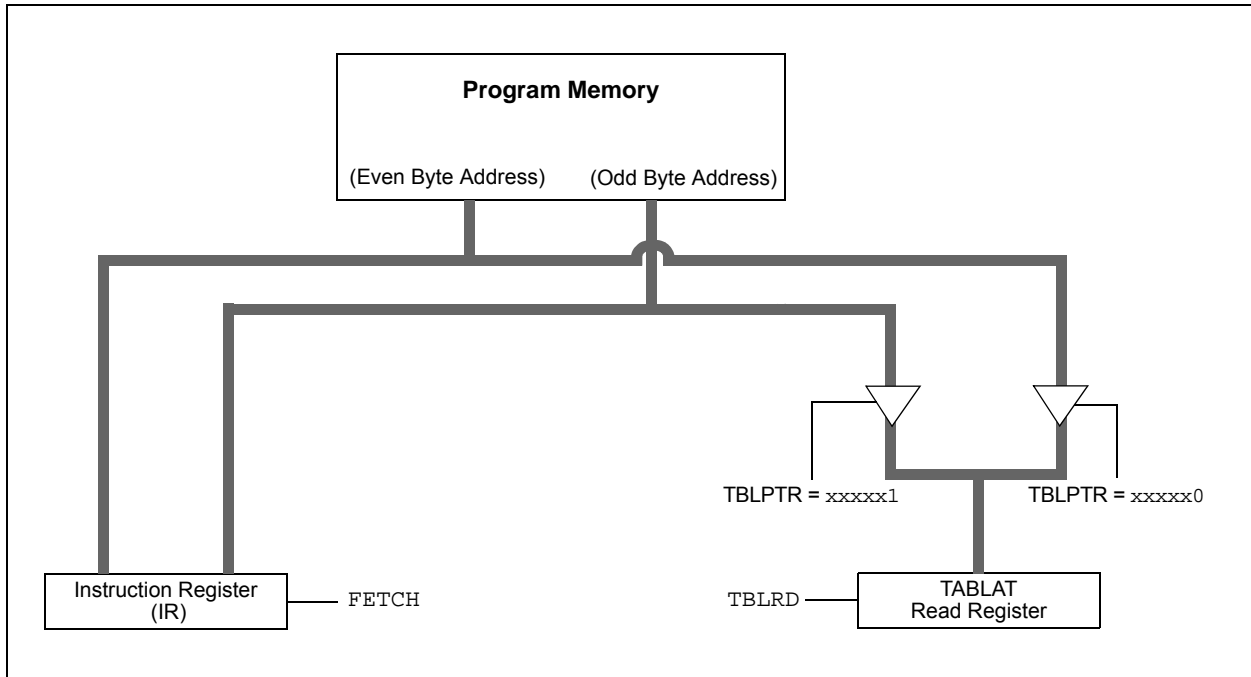 Program Memory
(Even Byte Address) (Odd Byte Address)
TBLPTR = xxxxx1
TBLPTR = xxxxx0
Instruction Register
(IR)
FETCH
TBLRD
TABLAT
Read Register